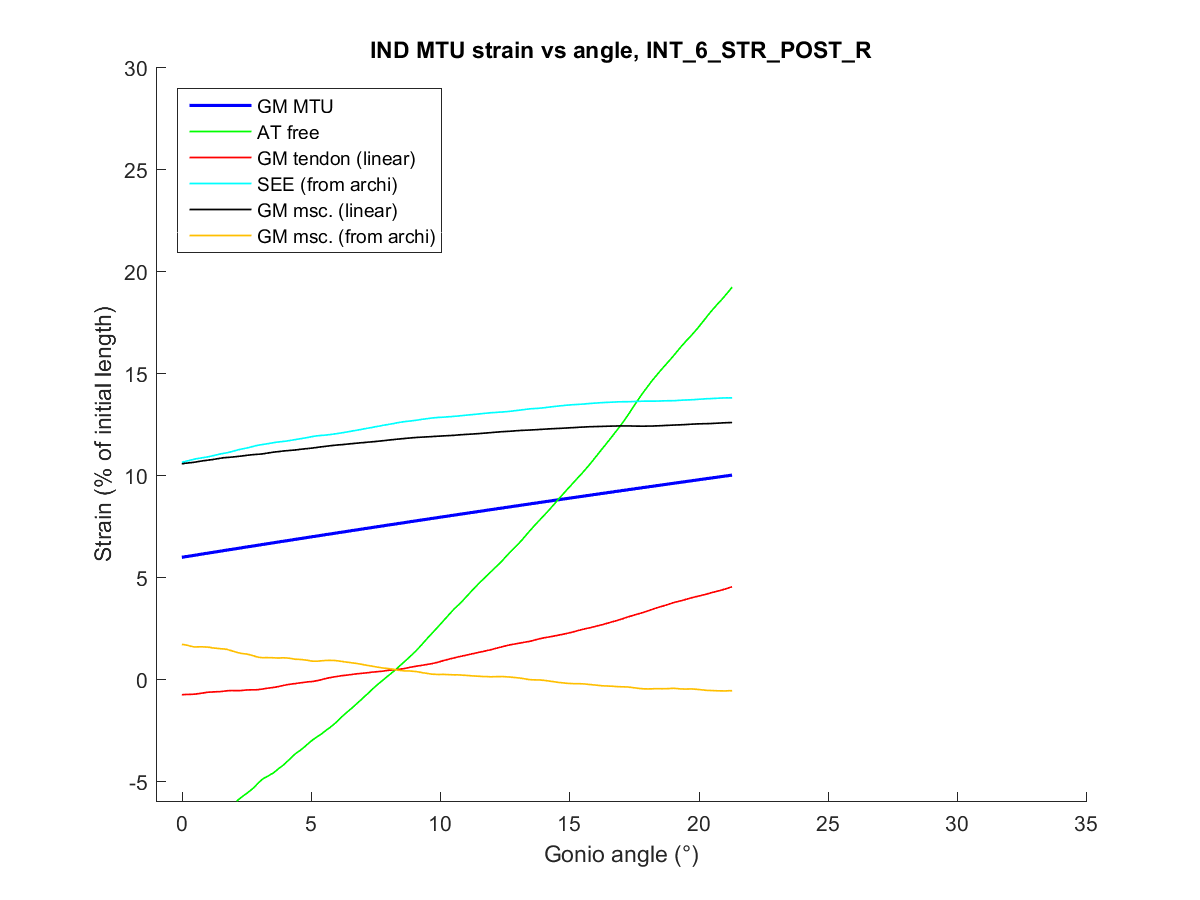 IND MTU strain vs angle, INT_6_STR_POST_R
30
25
20
15
10
5
0
-5
Strain (% of initial length)
GM MTU
AT free
GM tendon (linear)
SEE (from archi)
GM msc. (linear)
GM msc. (from archi)
0 5 10 15 20 25 30 35
Gonio angle (°)